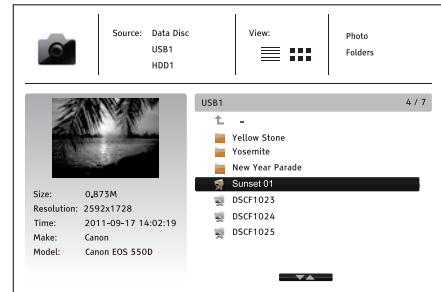 Source: Data Disc
USB1
HDD1
View:
Photo
Folders
USB1 4 / 7
-
Yellow Stone
Yosemite
New Year Parade
Sunset 01
DSCF1023
DSCF1024
DSCF1025
Size: 0,873M
Resolution: 2592x1728
Time: 2011-09-17 14:02:19
Make: Canon
Model: Canon EOS 550D